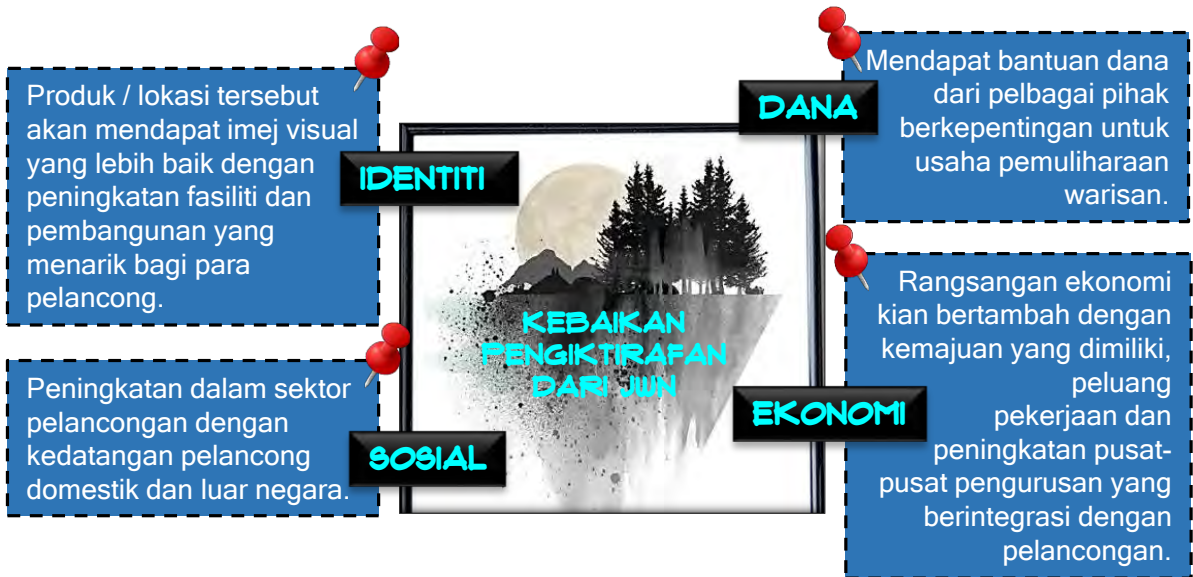 Produk / lokasi tersebut
akan mendapat imej visual
yang lebih baik dengan
peningkatan fasiliti dan
pembangunan yang
menarik bagi para
pelancong.
IDENTITI
DANA
Mendapat bantuan dana
dari pelbagai pihak
berkepentingan untuk
usaha pemuliharaan
warisan.
KEBAIKAN
PENGIKTIRAFAN
DARI JWN
Peningkatan dalam sektor
pelancongan dengan
kedatangan pelancong
domestik dan luar negara.
SOSIAL
EKONOMI
Rangsangan ekonomi
kian bertambah dengan
kemajuan yang dimiliki,
peluang
pekerjaan dan
peningkatan pusat-
pusat pengurusan yang
berintegrasi dengan
pelancongan.